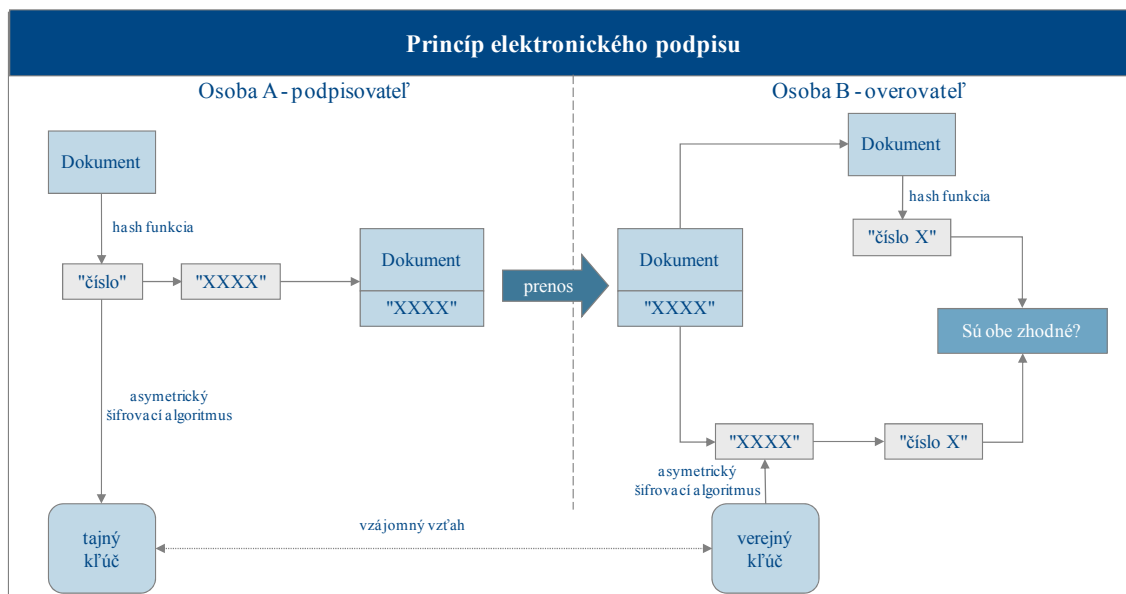 Princíp elektronického podpisu
Osoba A - podpisovateľ
Dokument
hash funkcia
"číslo"
"XXXX"
Dokument
"XXXX"
asymetrický
šifrovací algoritmus
tajný
kľúč
vzájomný vzťah
prenos
Osoba B - overovateľ
Dokument
hash funkcia
"číslo X"
Dokument
"XXXX"
Sú obe zhodné?
"XXXX"
"číslo X"
asymetrický
šifrovací algoritmus
verejný
kľúč